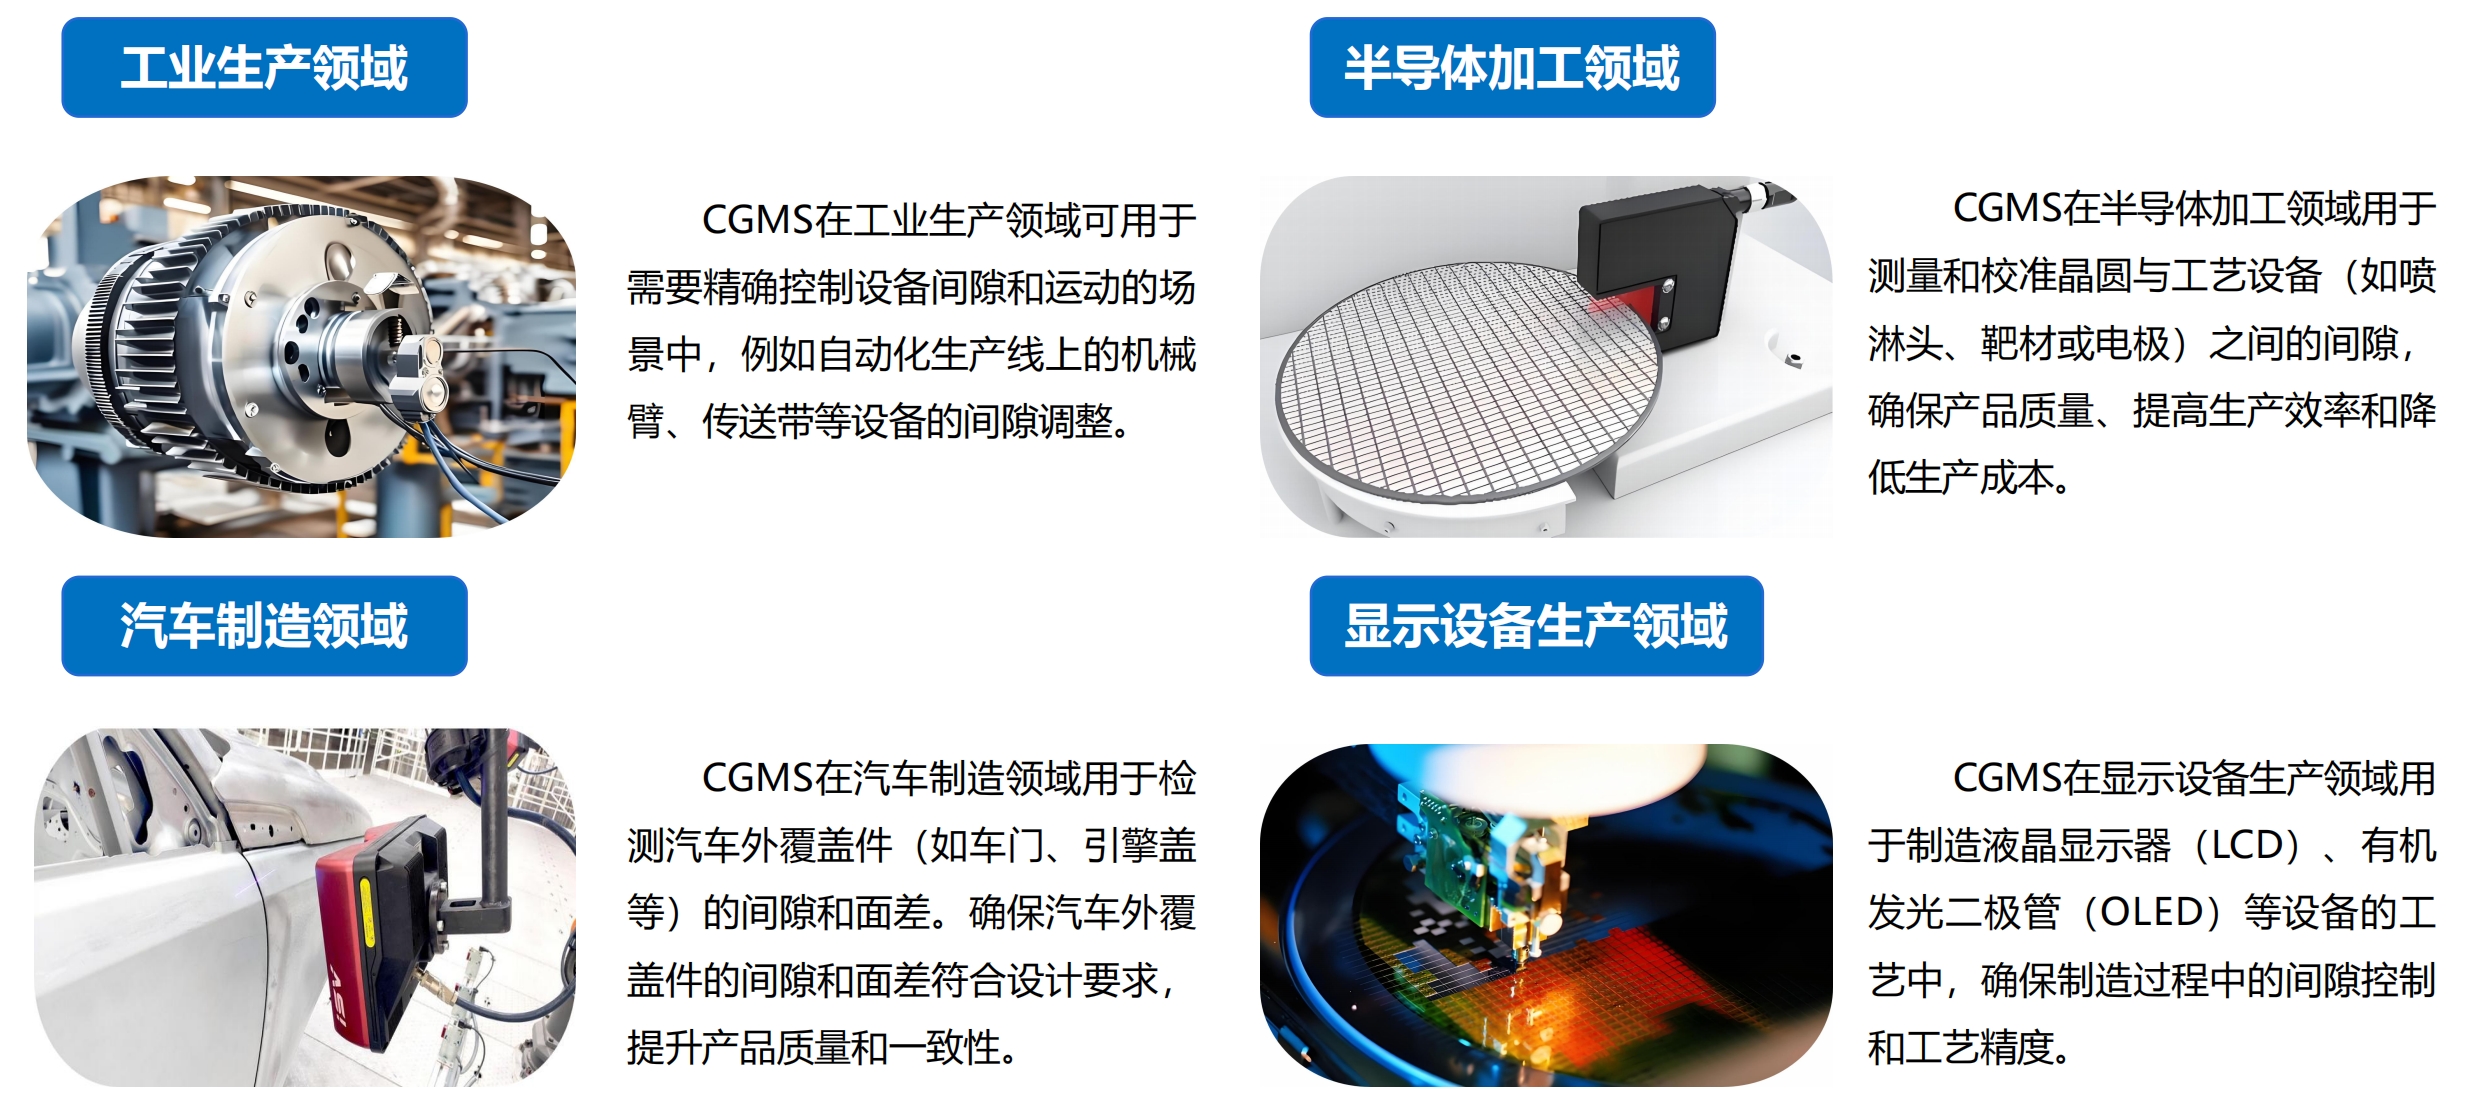 工业生产领域
CGMS在工业生产领域可用于
需要精确控制设备间隙和运动的场
景中，例如自动化生产线上的机械
臂、传送带等设备的间隙调整。
半导体加工领域
CGMS在半导体加工领域用于
测量和校准晶圆与工艺设备（如喷
淋头、靶材或电极）之间的间隙，
确保产品质量、提高生产效率和降
低生产成本。
汽车制造领域
CGMS在汽车制造领域用于检
测汽车外覆盖件（如车门、引擎盖
等）的间隙和面差。确保汽车外覆
盖件的间隙和面差符合设计要求，
提升产品质量和一致性。
显示设备生产领域
CGMS在显示设备生产领域用
于制造液晶显示器（LCD）、有机
发光二极管（OLED）等设备的工
艺中，确保制造过程中的间隙控制
和工艺精度。